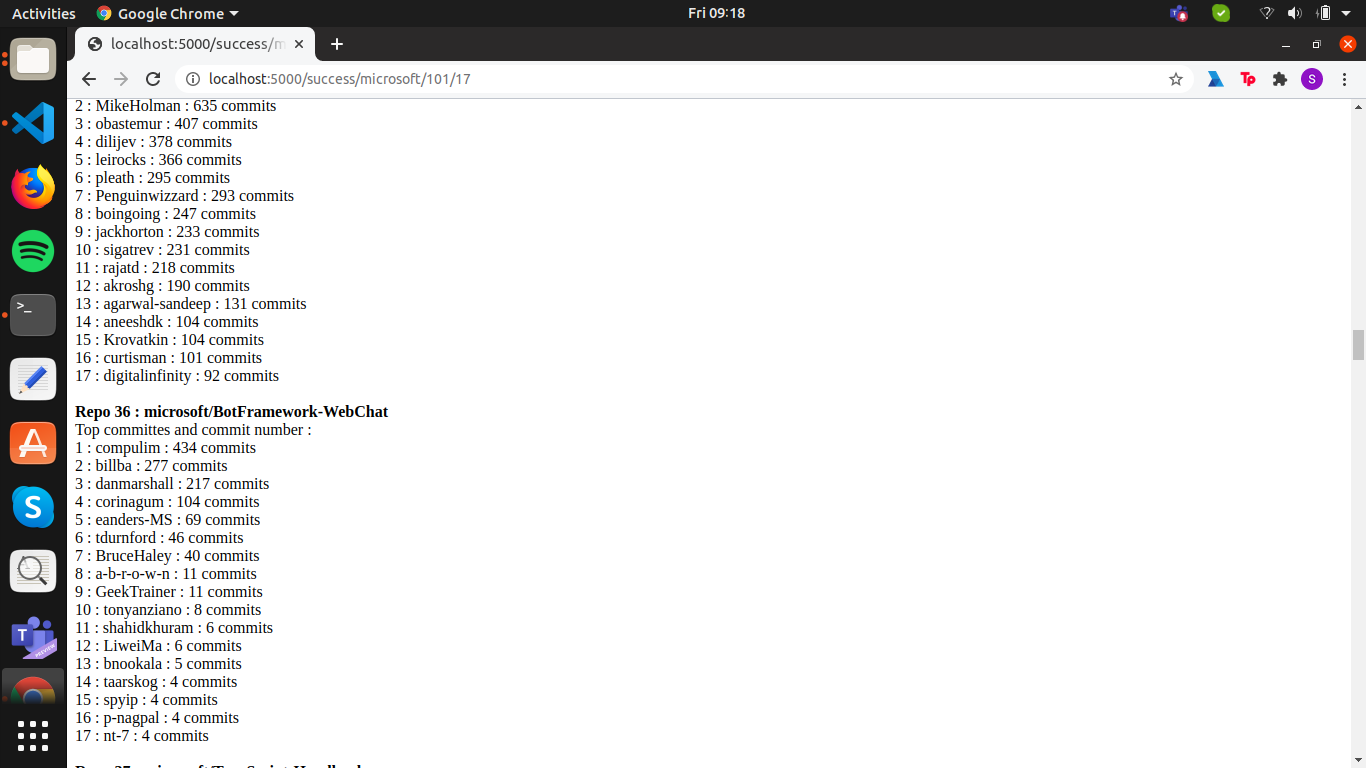 Activities
Google Chrome
Fri 09:18
localhost:5000/success/m
localhost:5000/success/microsoft/101/17
Tp
S
2 : MikeHolman : 635 commits
3 : obastemur : 407 commits
4 : dilijev : 378 commits
5 : leirocks : 366 commits
6 : pleath : 295 commits
7 : Penguinwizzard : 293 commits
8 : boingoing : 247 commits
9 : jackhorton : 233 commits
10 : sigatrev : 231 commits
11 : rajatd : 218 commits
12 : akroshg : 190 commits
13 : agarwal-sandeep : 131 commits
14 : aneeshdk : 104 commits
15 : Krovatkin : 104 commits
16 : curtisman : 101 commits
17 : digitalinfinity : 92 commits
Repo 36 : microsoft/BotFramework-WebChat
Top committes and commit number :
1 : compulim : 434 commits
2 : billba : 277 commits
3 : danmarshall : 217 commits
4 : corinagum : 104 commits
5 : eanders-MS : 69 commits
6 : tdurnford : 46 commits
7 : BruceHaley : 40 commits
8 : a-b-r-o-w-n : 11 commits
9 : GeekTrainer : 11 commits
10 : tonyanziano : 8 commits
11 : shahidkhuram : 6 commits
12 : LiweiMa : 6 commits
13 : bnookala : 5 commits
14 : taarskog : 4 commits
15 : spyip : 4 commits
16 : p-nagpal : 4 commits
17 : nt-7 : 4 commits